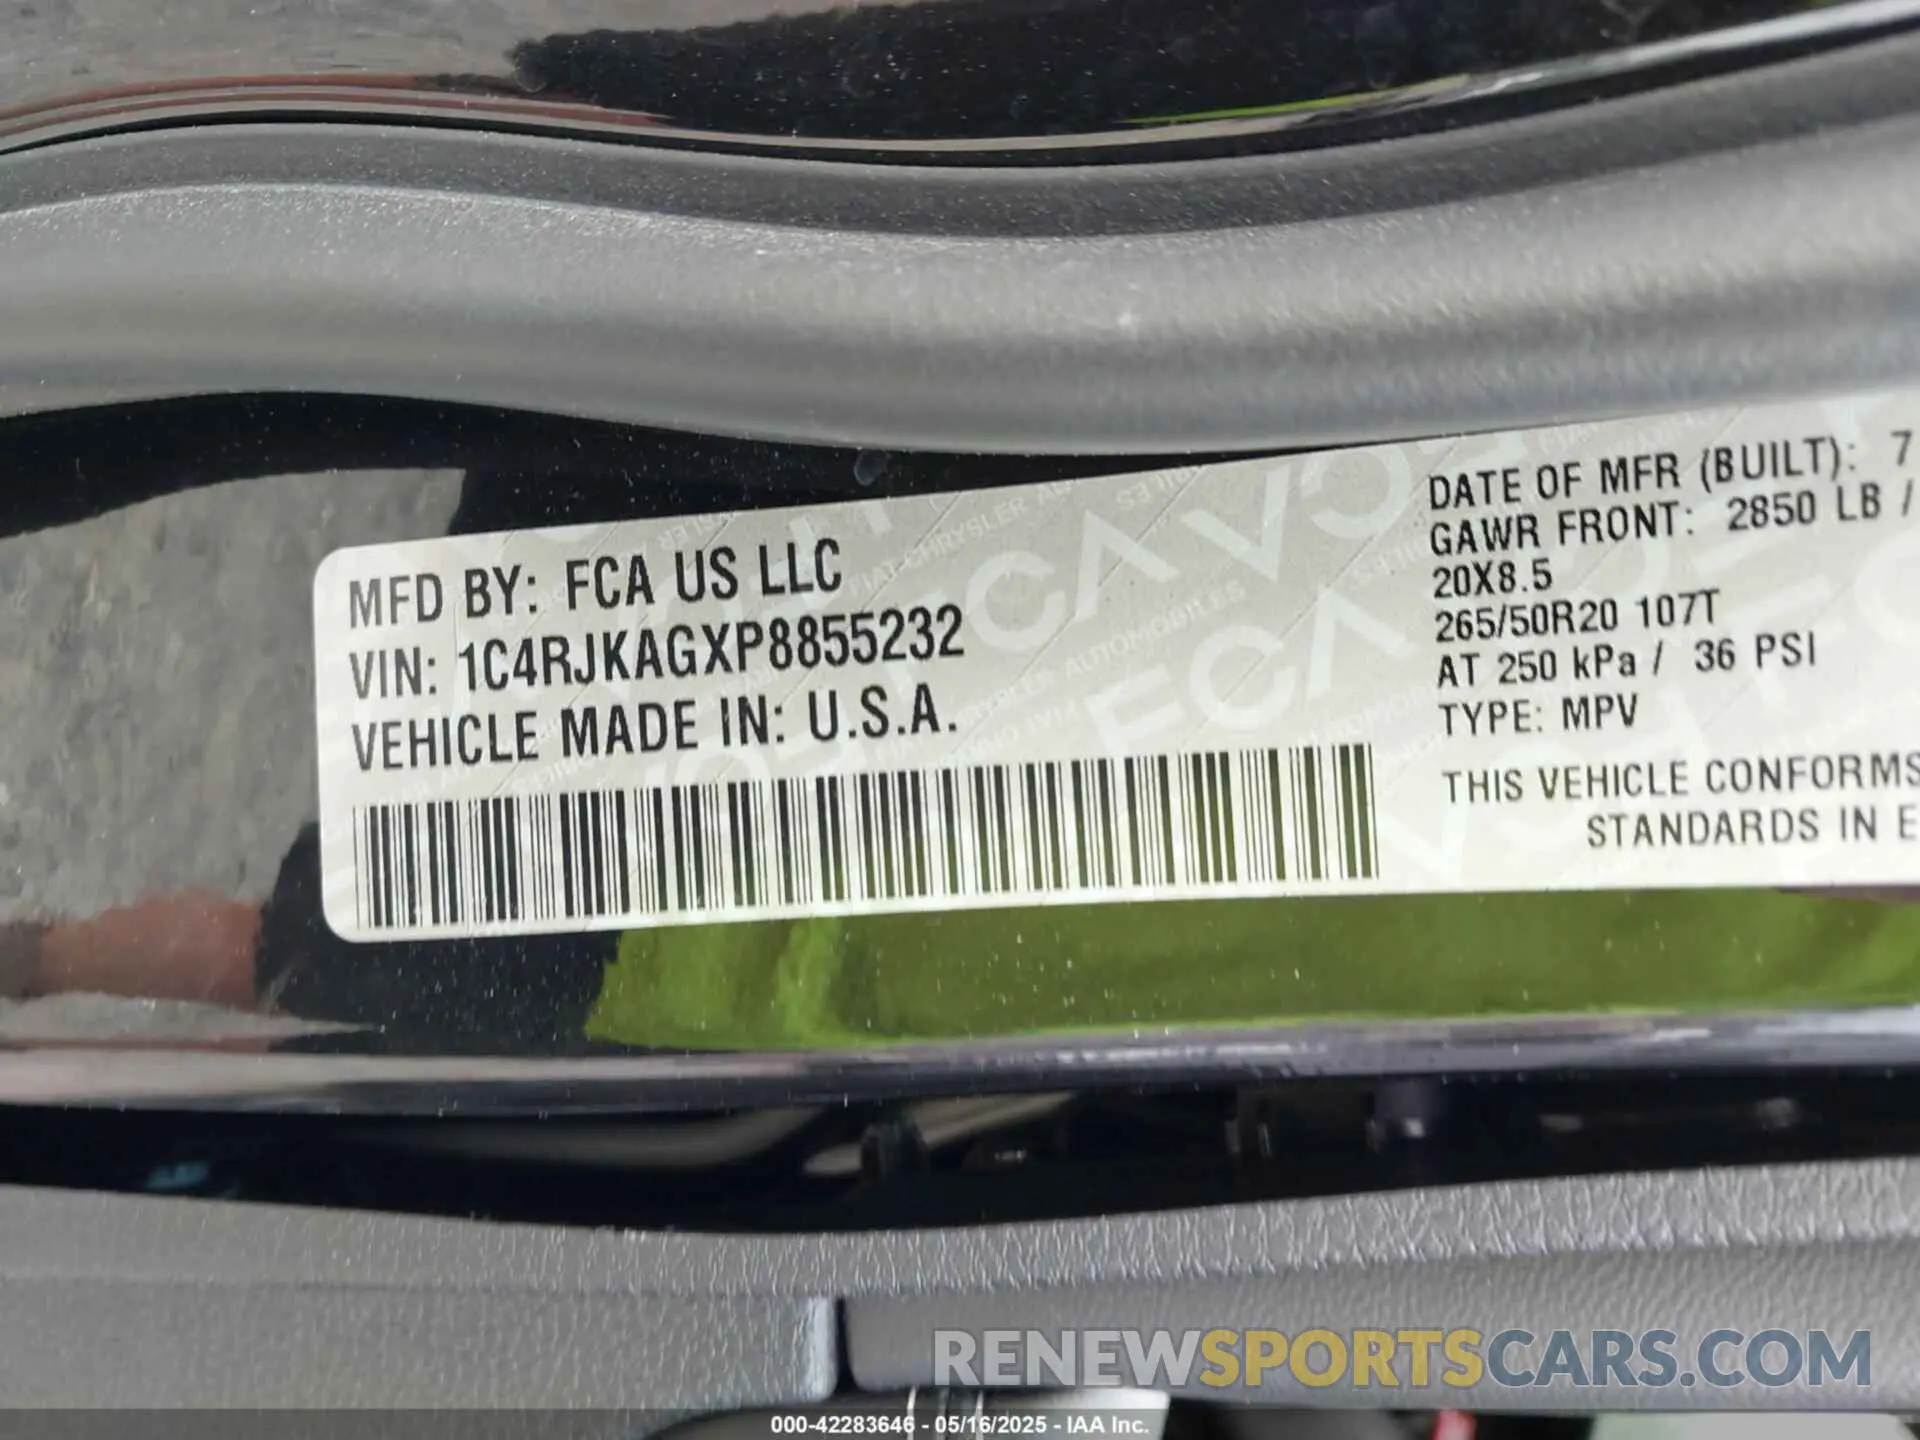 MFD BY: FCA US LLC
VIN: 1C4RJKAGXP8855232
VEHICLE MADE IN: U.S.A.
DATE OF MFR (BUILT): 7
GAWR FRONT: 2850 LB /
20X8.5
265/50R20 107T
AT 250 kPa / 36 PSI
TYPE: MPV
THIS VEHICLE CONFORMS
STANDARDS IN E
RENEWSPORTSCARS.COM
000-42283646 - 05/16/2025 - IAA Inc.